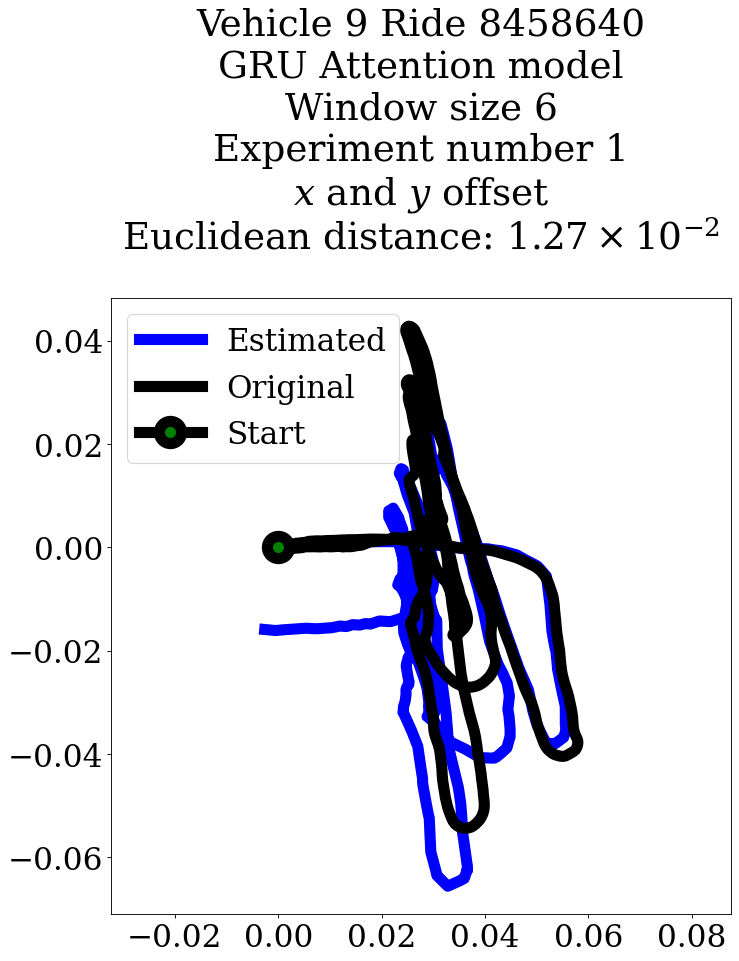 Vehicle 9 Ride 8458640
GRU Attention model
Window size 6
Experiment number 1
x and y offset
Euclidean distance: 1.27 × 10⁻²
Estimated
Original
Start
0.04
0.02
0.00
−0.02
−0.04
−0.06
−0.02 0.00 0.02 0.04 0.06 0.08